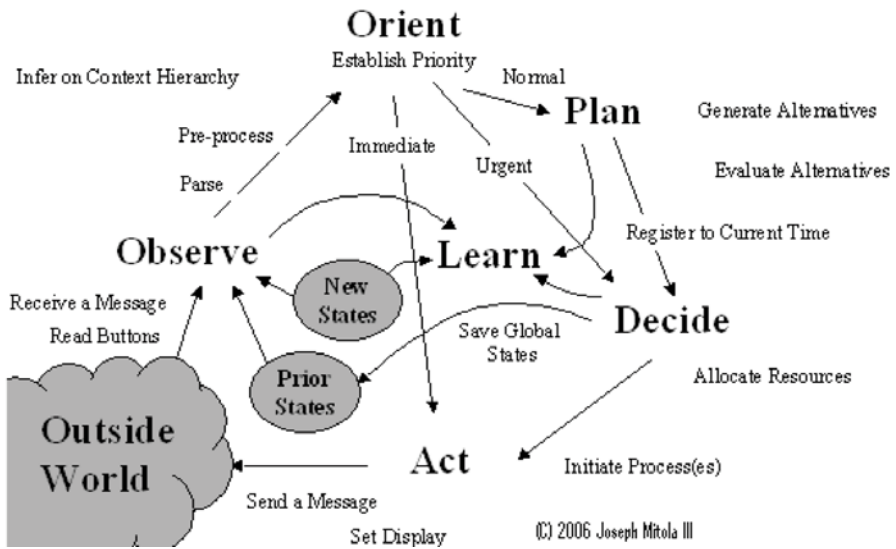 Orient
Establish Priority
Infer on Context Hierarchy
Normal
Plan
Generate Alternatives
Pre-process
Immediate
Urgent
Evaluate Alternatives
Parse
Observe
Learn
Register to Current Time
New
States
Receive a Message
Read Buttons
Save Global
States
Decide
Prior
States
Allocate Resources
Outside
World
Act
Initiate Process(es)
Send a Message
Set Display
(C) 2006 Joseph Mitola III